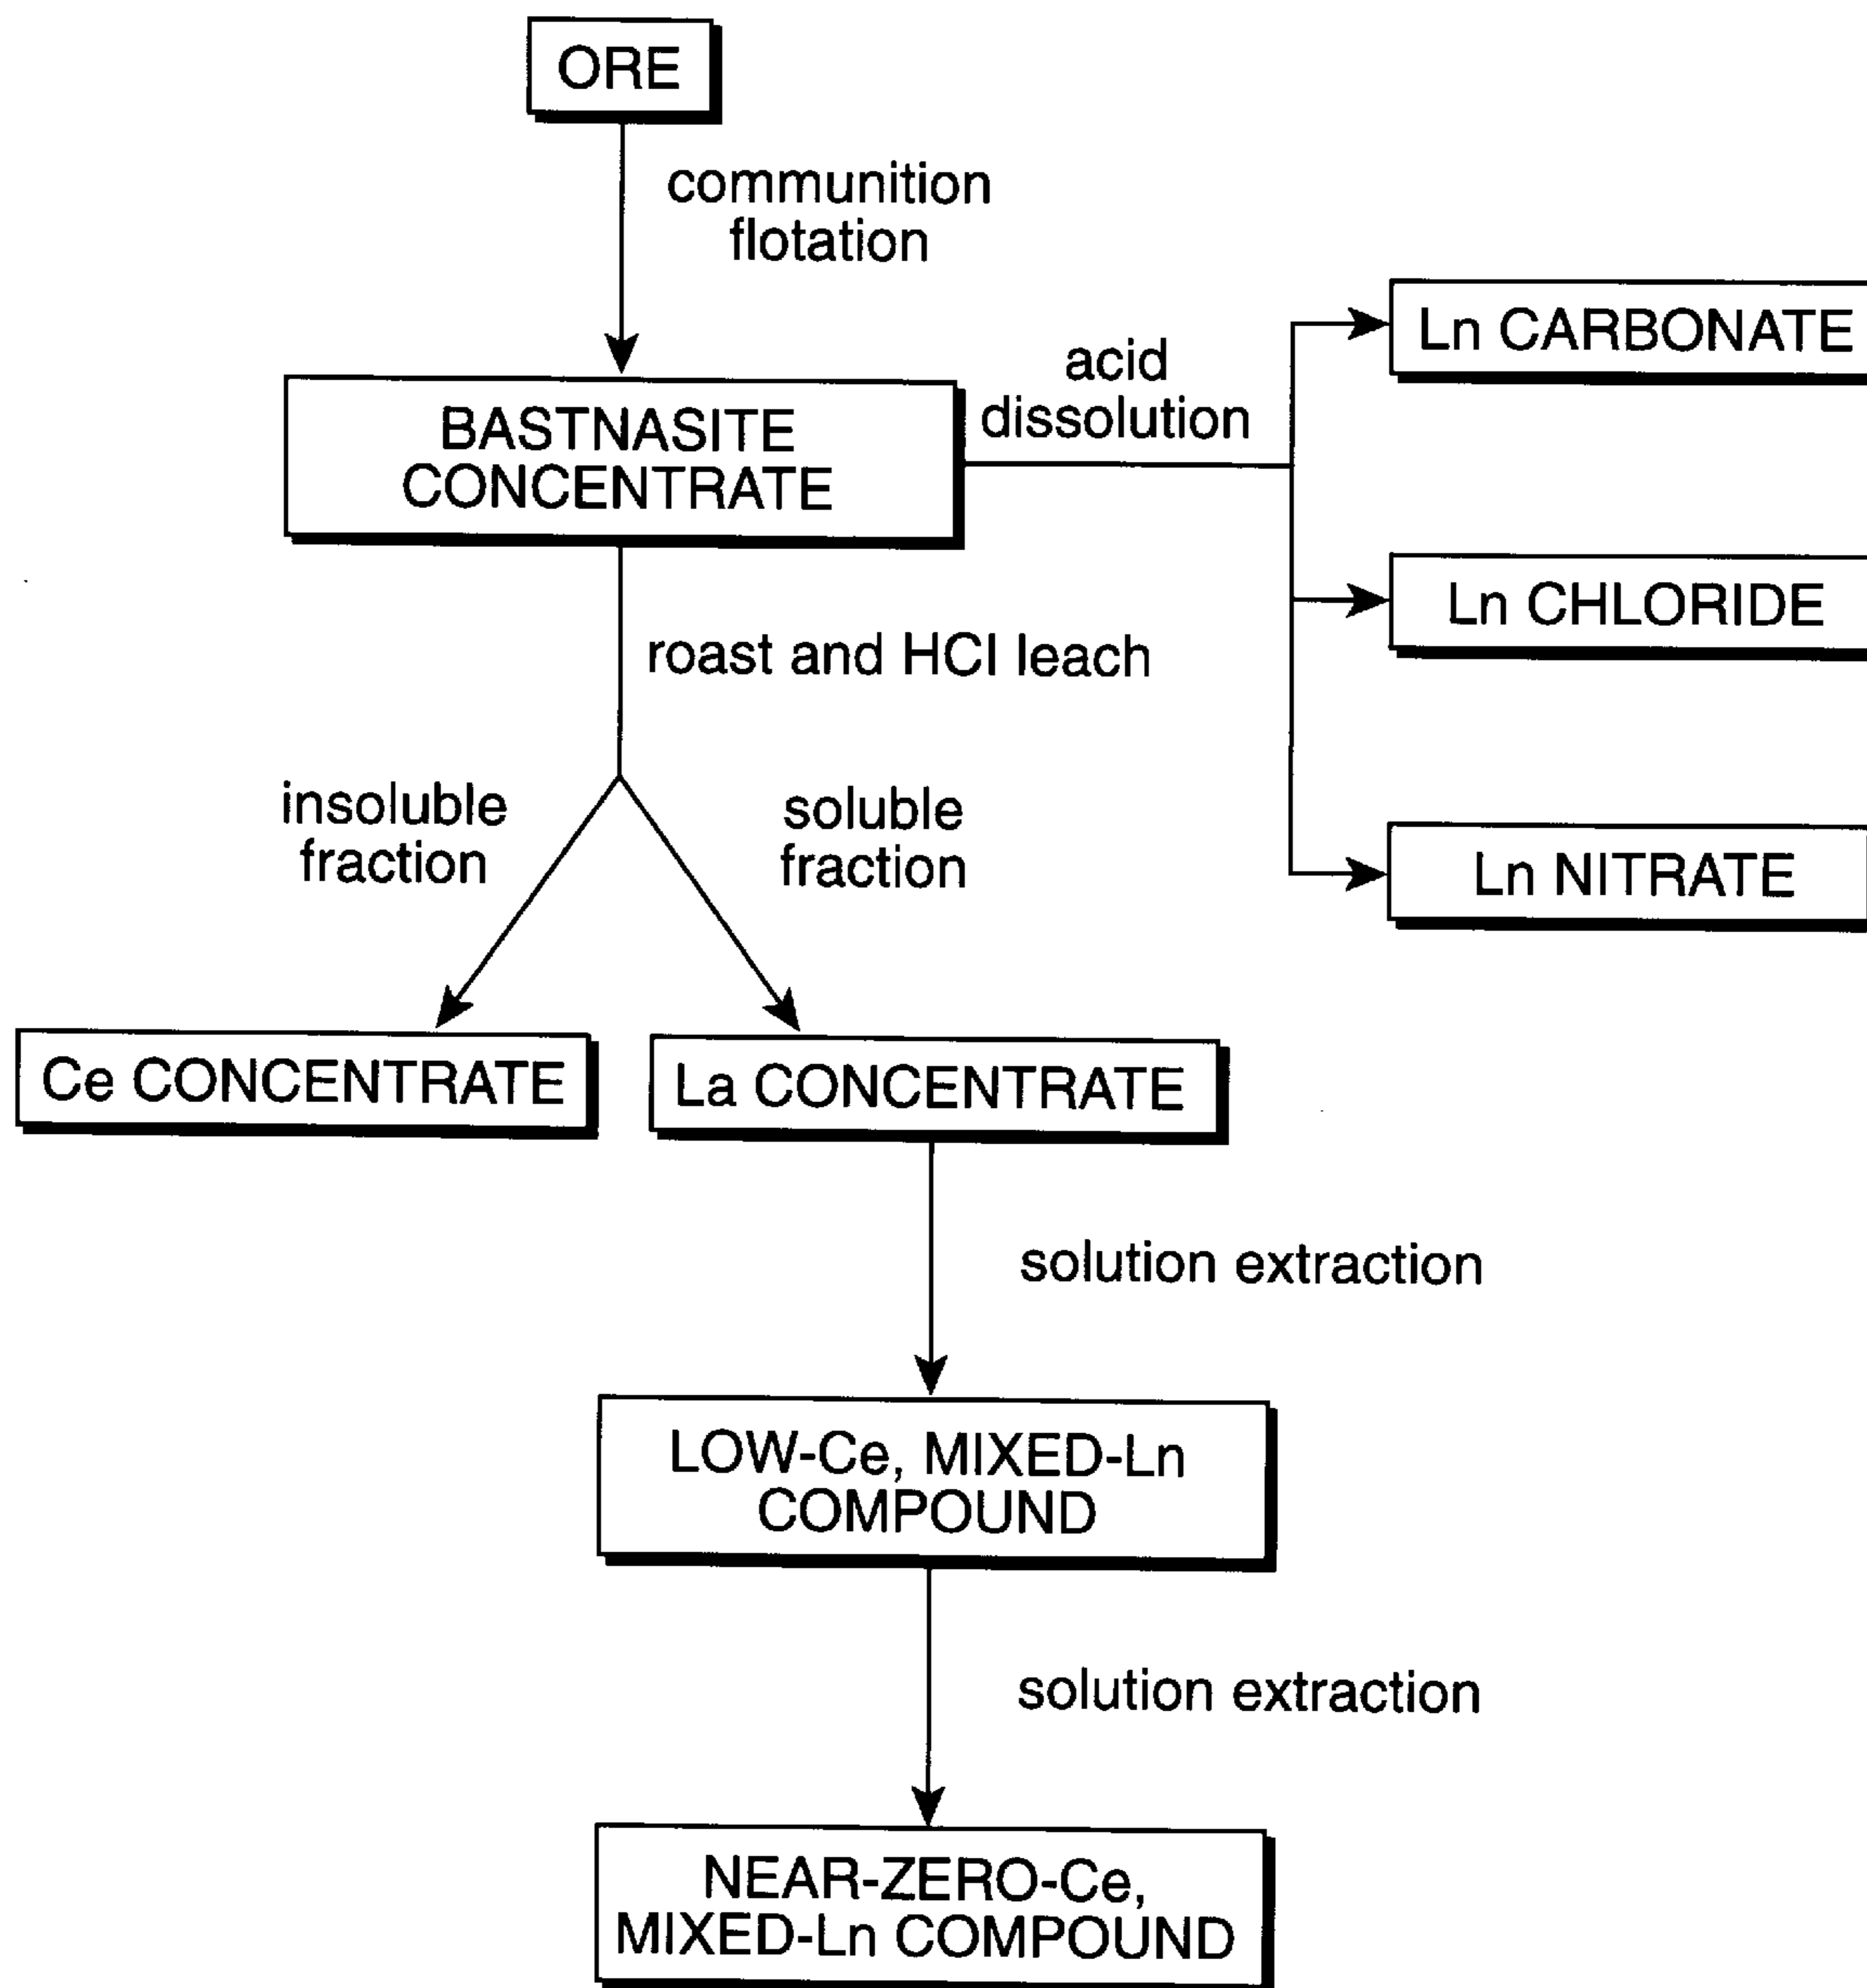 ORE
communition
flotation
BASTNASITE
CONCENTRATE
acid
dissolution
Ln CARBONATE
Ln CHLORIDE
Ln NITRATE
roast and HCl leach
insoluble
fraction
soluble
fraction
Ce CONCENTRATE
La CONCENTRATE
solution extraction
LOW-Ce, MIXED-Ln
COMPOUND
solution extraction
NEAR-ZERO-Ce,
MIXED-Ln COMPOUND